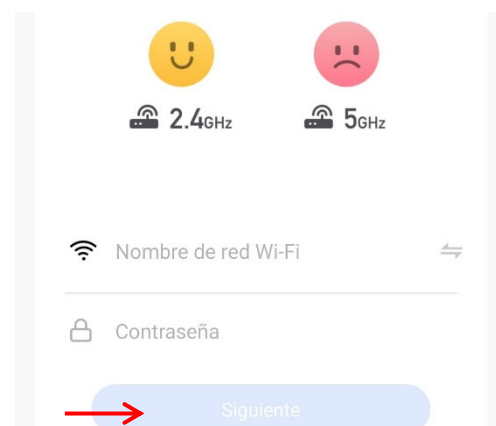 2.4GHz 5GHz
Nombre de red Wi-Fi
Contraseña
Siguiente